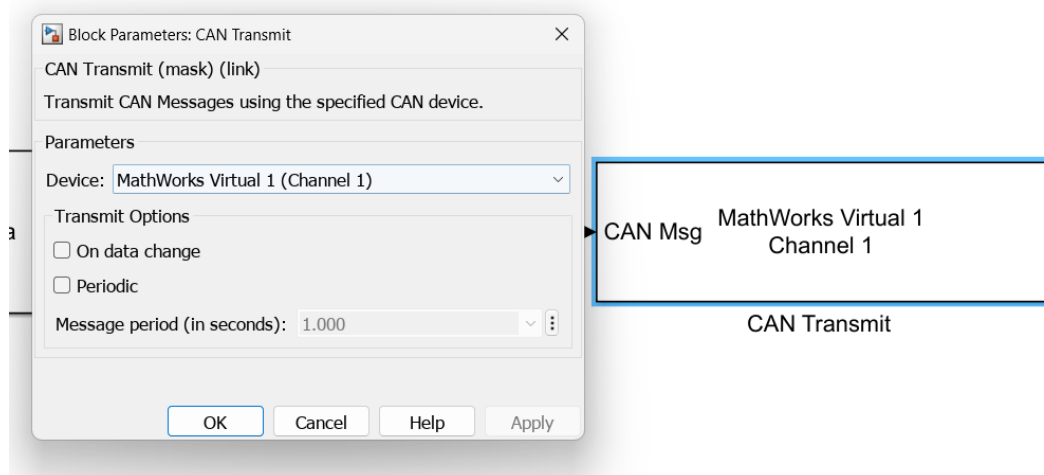 Block Parameters: CAN Transmit
CAN Transmit (mask) (link)
Transmit CAN Messages using the specified CAN device.
Parameters
Device: MathWorks Virtual 1 (Channel 1)
Transmit Options
On data change
Periodic
Message period (in seconds): 1.000
OK Cancel Help Apply
a
CAN Msg
MathWorks Virtual 1
Channel 1
CAN Transmit